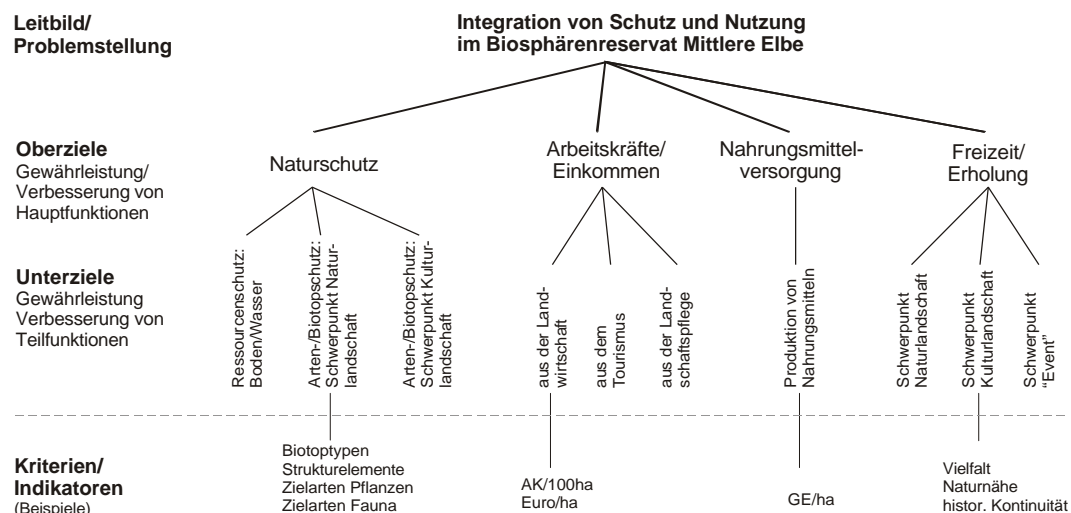 Leitbild/
Problemstellung
Integration von Schutz und Nutzung
im Biosphärenreservat Mittlere Elbe
Oberziele
Gewährleistung/
Verbesserung von
Hauptfunktionen
Naturschutz
Arbeitskräfte/
Einkommen
Nahrungsmittel-
versorgung
Freizeit/
Erholung
Unterziele
Gewährleistung
Verbesserung von
Teilfunktionen
Ressourcenschutz:
Boden/Wasser
Arten-/Biotopschutz:
Schwerpunkt Natur-
landschaft
Arten-/Biotopschutz:
Schwerpunkt Kultur-
landschaft
aus der Land-
wirtschaft
aus dem
Tourismus
aus der Land-
schaftspflege
Produktion von
Nahrungsmitteln
Schwerpunkt
Naturlandschaft
Schwerpunkt
Kulturlandschaft
Schwerpunkt
“Event”
Kriterien/
Indikatoren
(Beispiele)
Biotoptypen
Strukturelemente
Zielarten Pflanzen
Zielarten Fauna
AK/100ha
Euro/ha
GE/ha
Vielfalt
Naturnähe
histor. Kontinuität